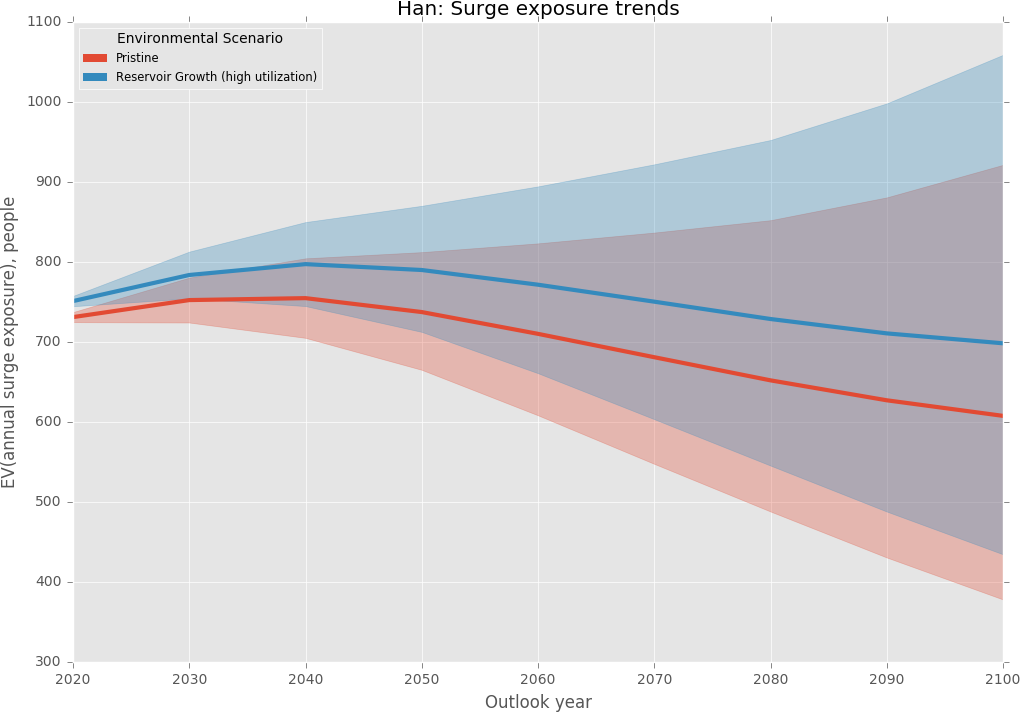 Han: Surge exposure trends
Environmental Scenario
Pristine
Reservoir Growth (high utilization)
EV(annual surge exposure), people
1100
1000
900
800
700
600
500
400
300
2020 2030 2040 2050 2060 2070 2080 2090 2100
Outlook year